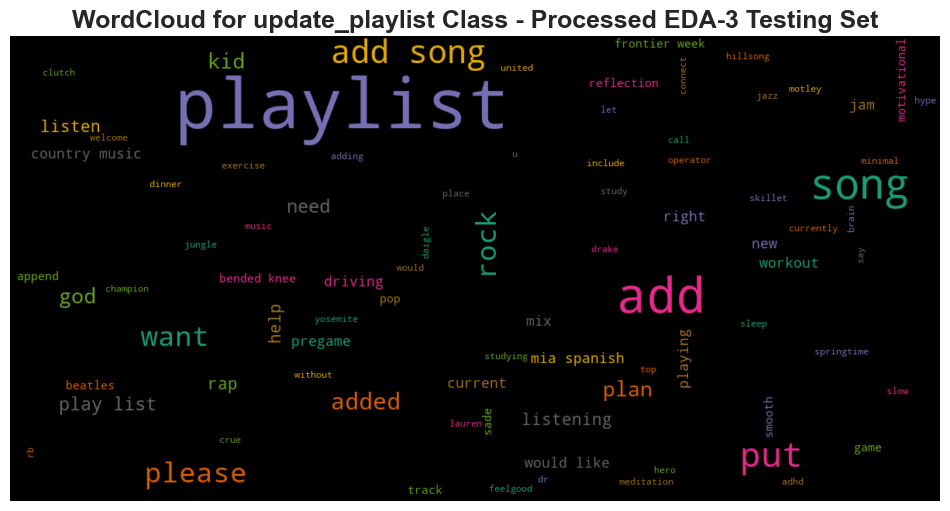 WordCloud for update_playlist Class - Processed EDA-3 Testing Set
add song
frontier week
kid
hillsong
united
connect
motivational
clutch
playlist
reflection
jazz
motley
hype
let
jam
listen
welcome
call
country music
adding
u
include
operator
minimal
exercise
dinner
place
study
song
skillet
need
rock
right
brain
music
currently
jungle
daigle
drake
new
say
workout
append
bended knee
driving
would
god
champion
pop
add
help
yosemite
mix
sleep
want
pregame
studying
mia spanish
playing
springtime
without
top
beatles
rap
current
plan
slow
play list
added
sade
listening
smooth
lauren
crue
put
game
rb
please
would like
hero
dr
meditation
adhd
track
feelgood